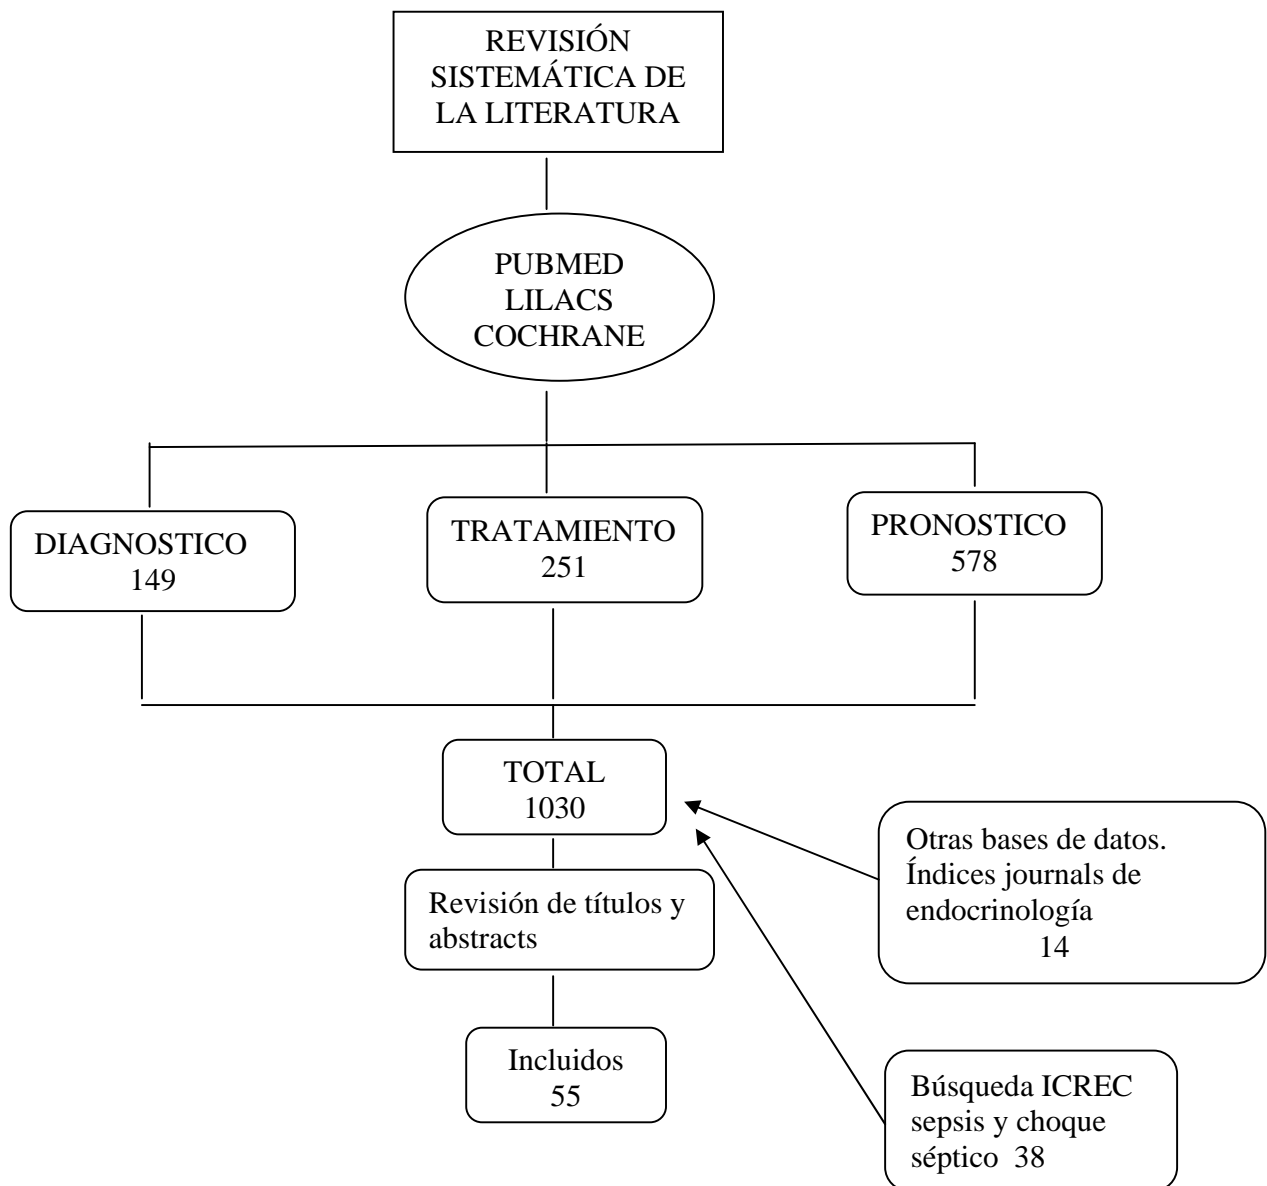 REVISIÓN
SISTEMÁTICA DE
LA LITERATURA
PUBMED
LILACS
COCHRANE
DIAGNOSTICO
149
TRATAMIENTO
251
PRONOSTICO
578
TOTAL
1030
Otras bases de datos.
Índices journals de
endocrinología
14
Revisión de títulos y
abstracts
Incluidos
55
Búsqueda ICREC
sepsis y choque
séptico 38